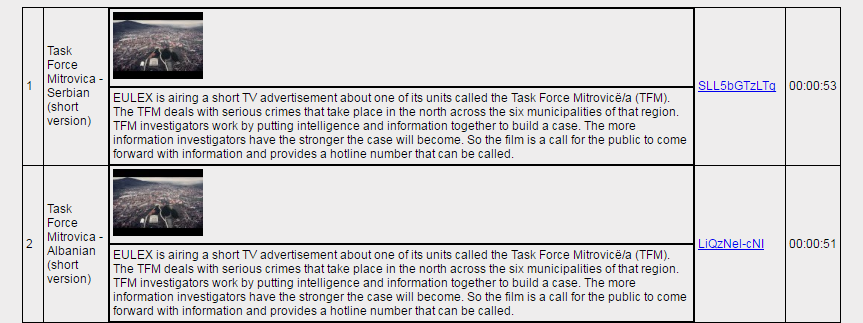 1
Task
Force
Mitrovica -
Serbian
(short
version)
EULEX is airing a short TV advertisement about one of its units called the Task Force Mitrovicë/a (TFM).
The TFM deals with serious crimes that take place in the north across the six municipalities of that region.
TFM investigators work by putting intelligence and information together to build a case. The more
information investigators have the stronger the case will become. So the film is a call for the public to come
forward with information and provides a hotline number that can be called.
SLL5bGTzLTg
00:00:53
2
Task
Force
Mitrovica -
Albanian
(short
version)
EULEX is airing a short TV advertisement about one of its units called the Task Force Mitrovicë/a (TFM).
The TFM deals with serious crimes that take place in the north across the six municipalities of that region.
TFM investigators work by putting intelligence and information together to build a case. The more
information investigators have the stronger the case will become. So the film is a call for the public to come
forward with information and provides a hotline number that can be called.
LiQzNeI-cNI
00:00:51